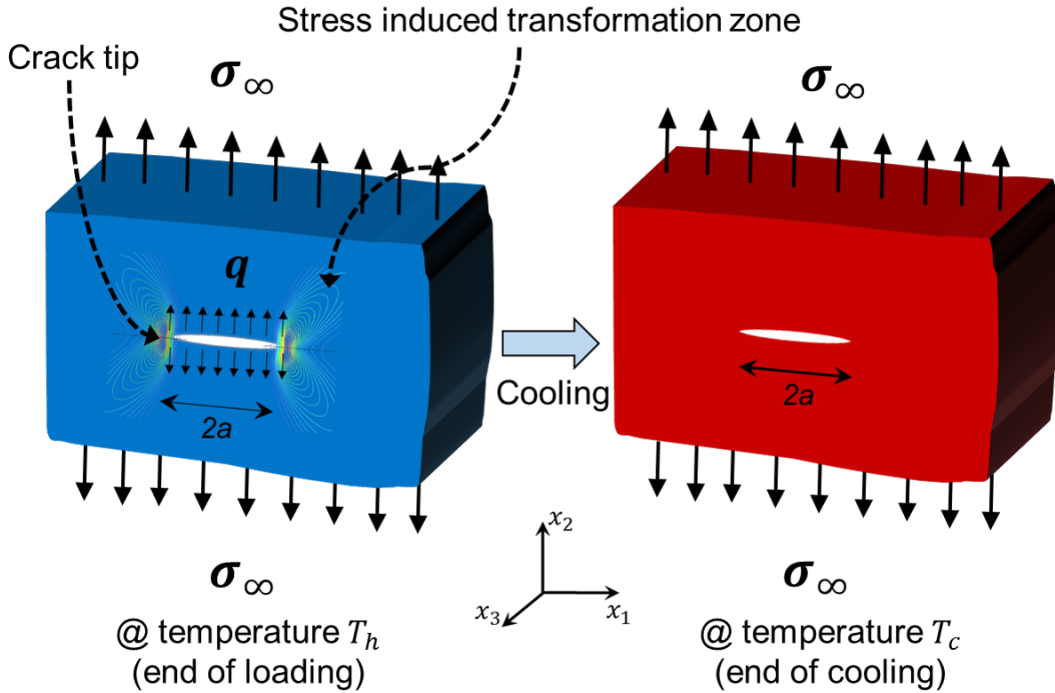 Stress induced transformation zone
Crack tip
σ∞
σ∞
q
2a
Cooling
2a
σ∞
σ∞
x₂
x₃
x₁
@ temperature Tₕ
(end of loading)
@ temperature T꜀
(end of cooling)